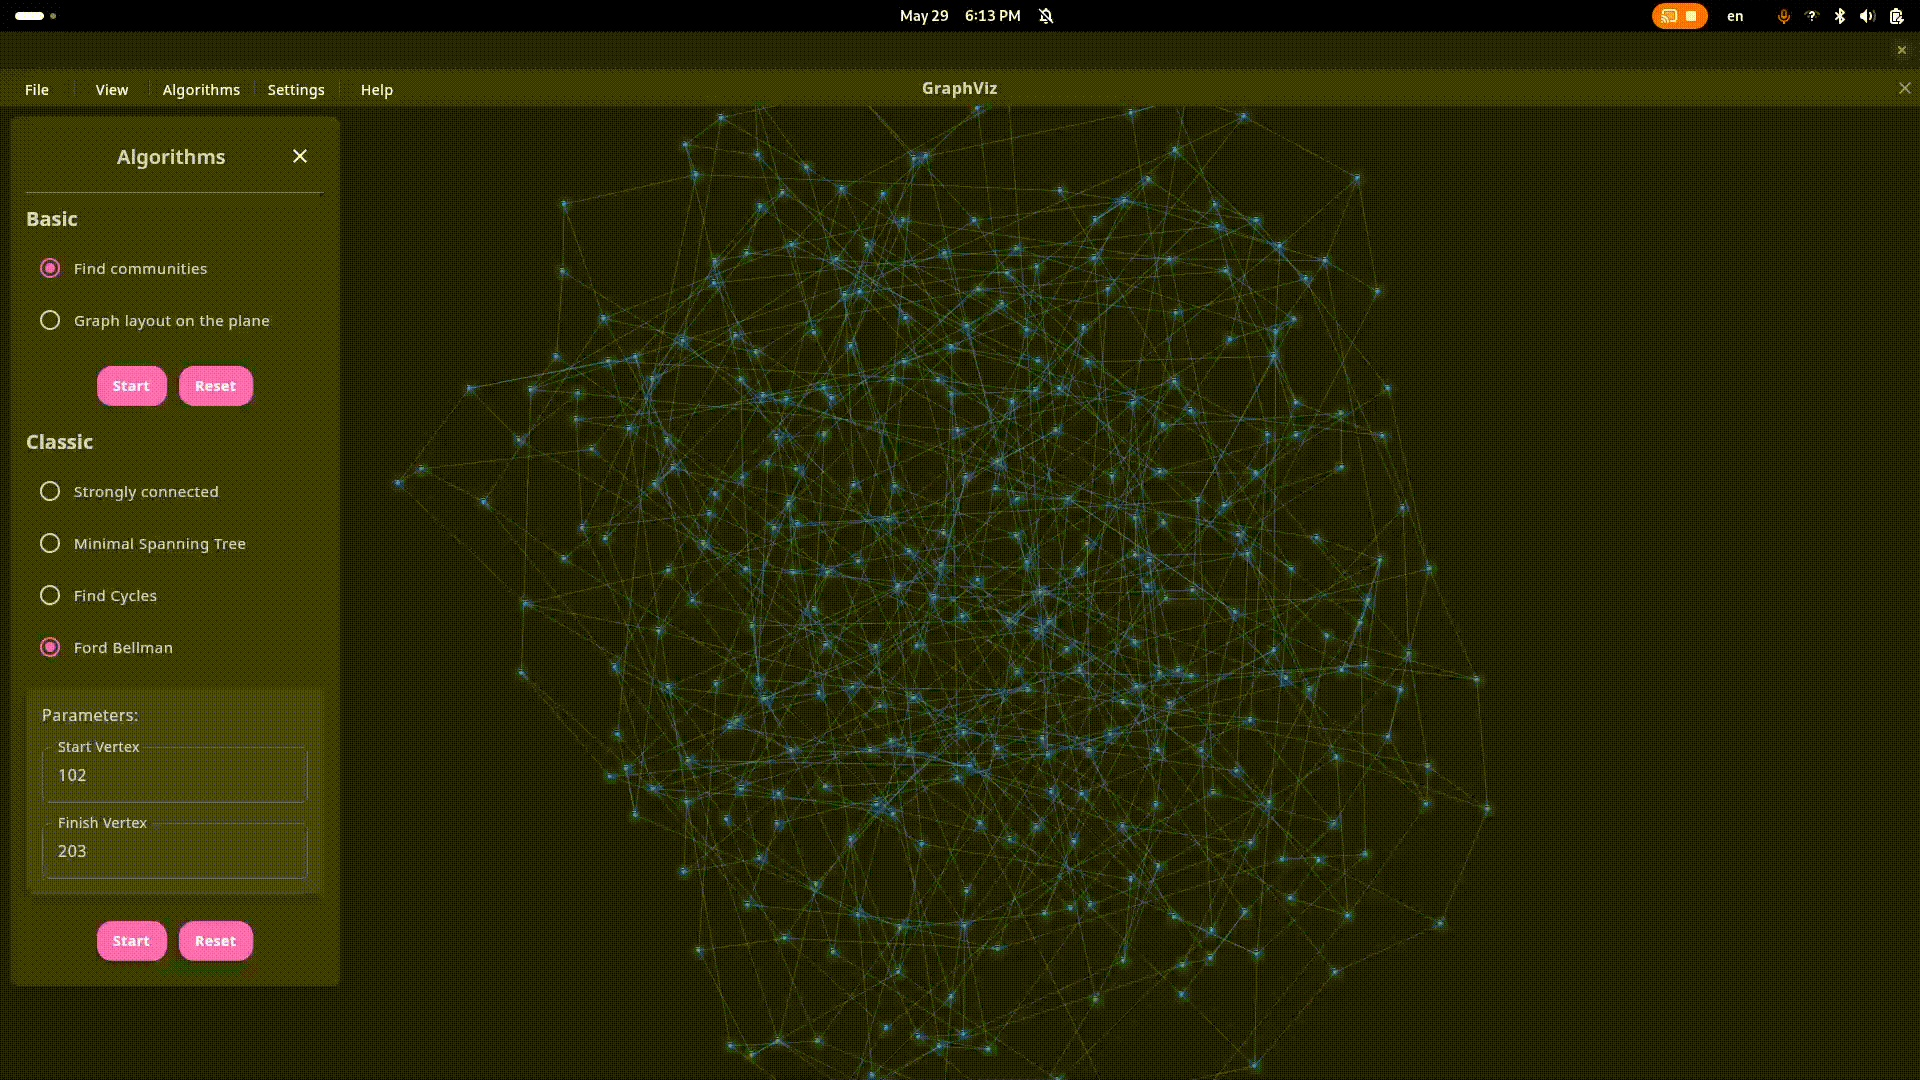 May 29 6:13 PM
en
File View Algorithms Settings Help
GraphViz
Algorithms
Basic
Find communities
Graph layout on the plane
Start Reset
Classic
Strongly connected
Minimal Spanning Tree
Find Cycles
Ford Bellman
Parameters:
Start Vertex
102
Finish Vertex
203
Start Reset